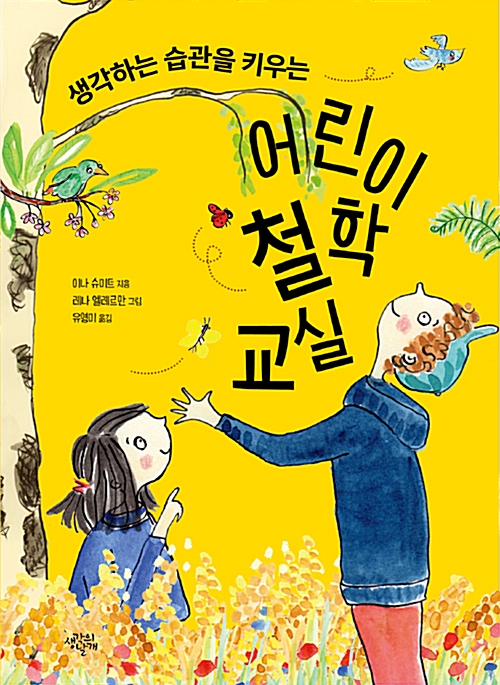 생각하는 습관을 키우는
어린이
철학
교실
이나 슈미트 지음
레나 엘레르만 그림
유영미 옮김
생각의
날개